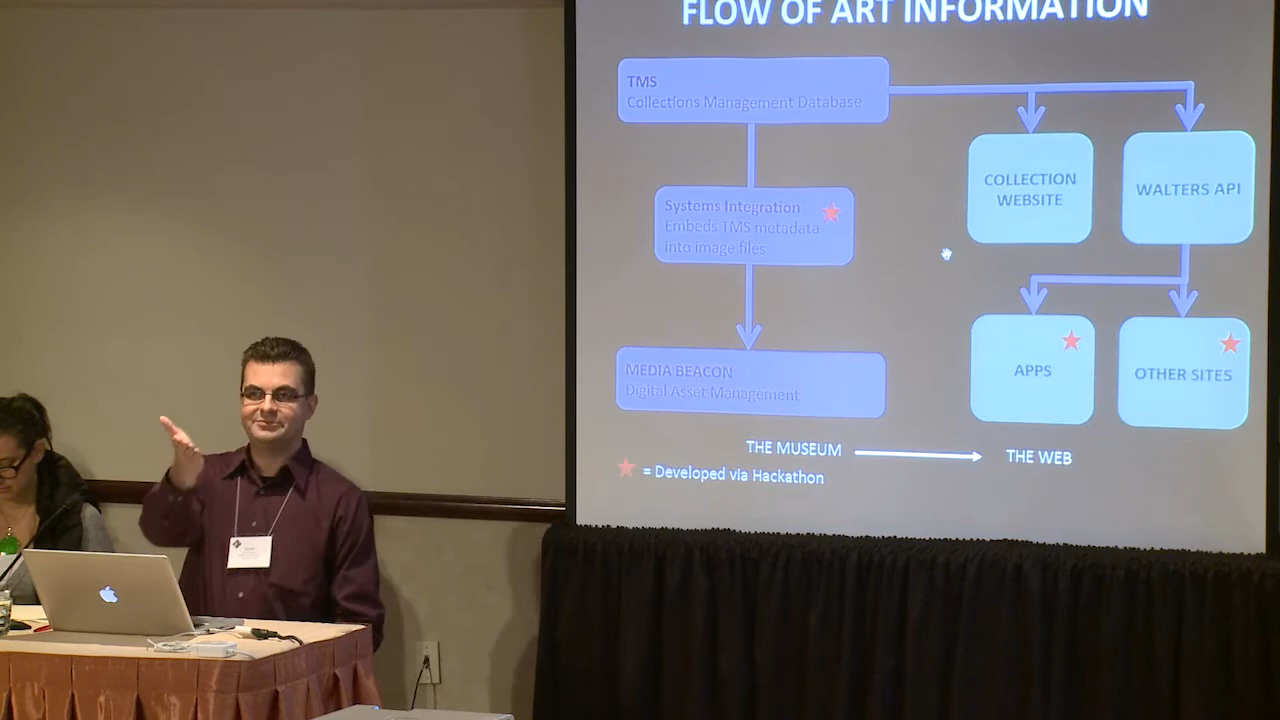 FLOW OF ART INFORMATION
TMS
Collections Management Database
Systems Integration
Embeds TMS metadata
into image files
MEDIA BEACON
Digital Asset Management
COLLECTION
WEBSITE
WALTERS API
APPS
OTHER SITES
THE MUSEUM
THE WEB
= Developed via Hackathon